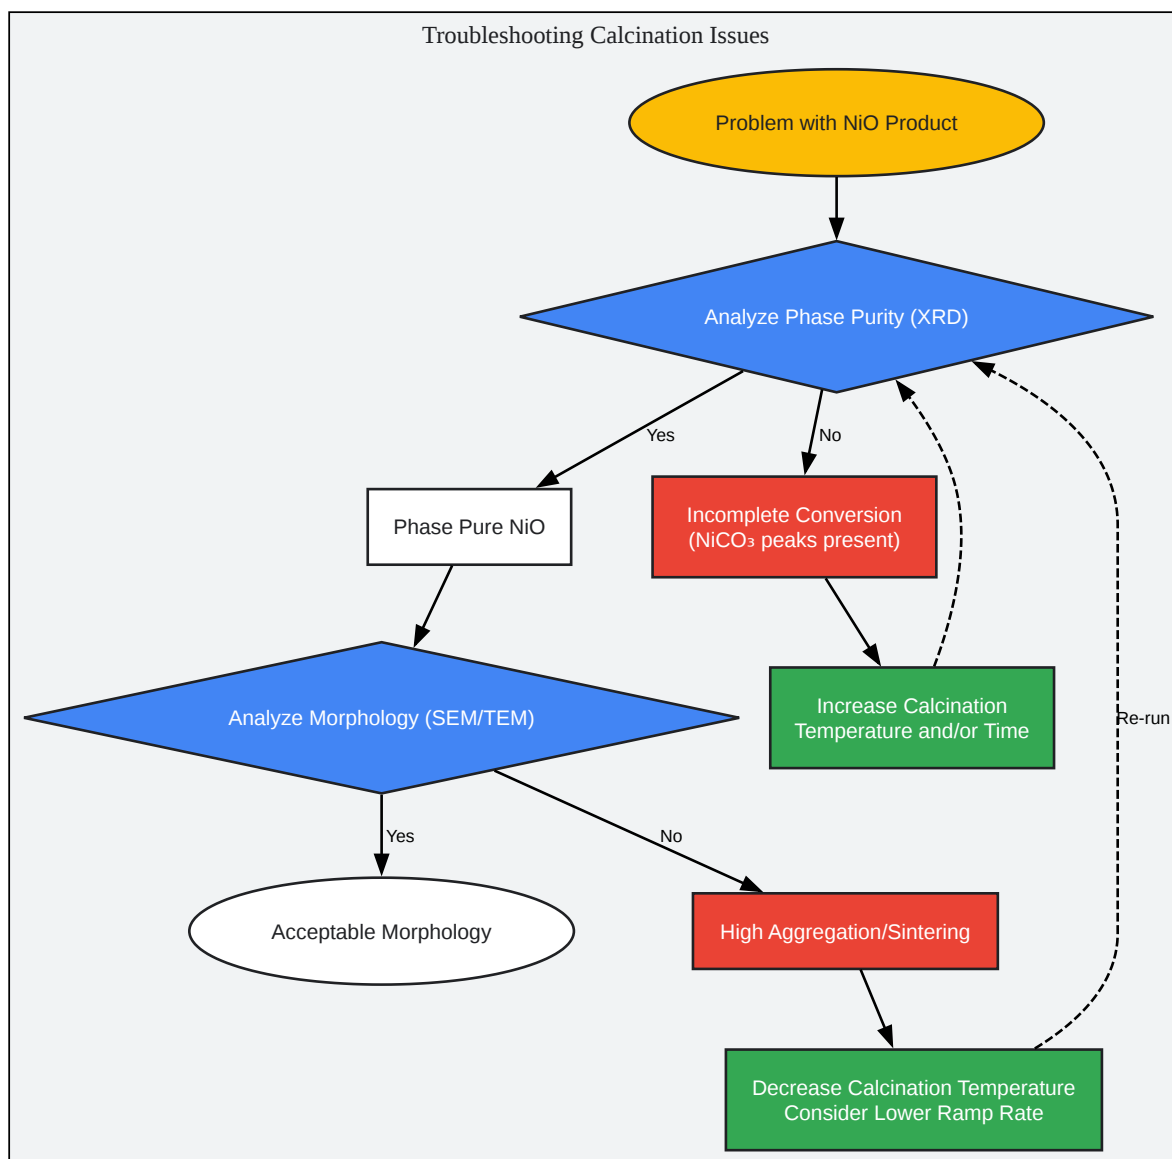 Troubleshooting Calcination Issues
Problem with NiO Product
Analyze Phase Purity (XRD)
Yes
No
Phase Pure NiO
Incomplete Conversion
(NiCO₃ peaks present)
Increase Calcination
Temperature and/or Time
Analyze Morphology (SEM/TEM)
Re-run
Yes
No
Acceptable Morphology
High Aggregation/Sintering
Decrease Calcination Temperature
Consider Lower Ramp Rate